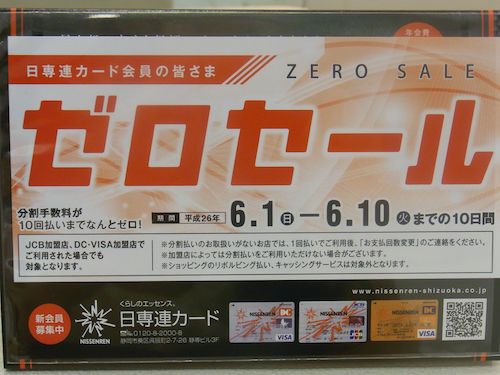 年会費
日専連カード会員の皆さま
ZERO SALE
ゼロセール
分割手数料が
10回払いまでなんとゼロ!
期間 平成26年 6.1(日)−6.10(火)までの10日間
JCB加盟店、DC・VISA加盟店で
ご利用された場合でも
対象となります。
※分割払いのお取扱いがないお店では、1回払いでご利用後、「お支払回数変更」のご連絡をください。
※加盟店によっては分割払いをご利用いただけない場合がございます。
※ショッピングのリボルビング払い、キャッシングサービスは対象外となります。
www.nissenren-shizuoka.co.jp
新会員
募集中
NISSENREN
くらしのエッセンス。
日専連カード
0120-8-2000-8
静岡市葵区呉服町2-7-26 静専ビル3F
NISSENREN
DC
VISA
NISSENREN
JCB
DC
VISA